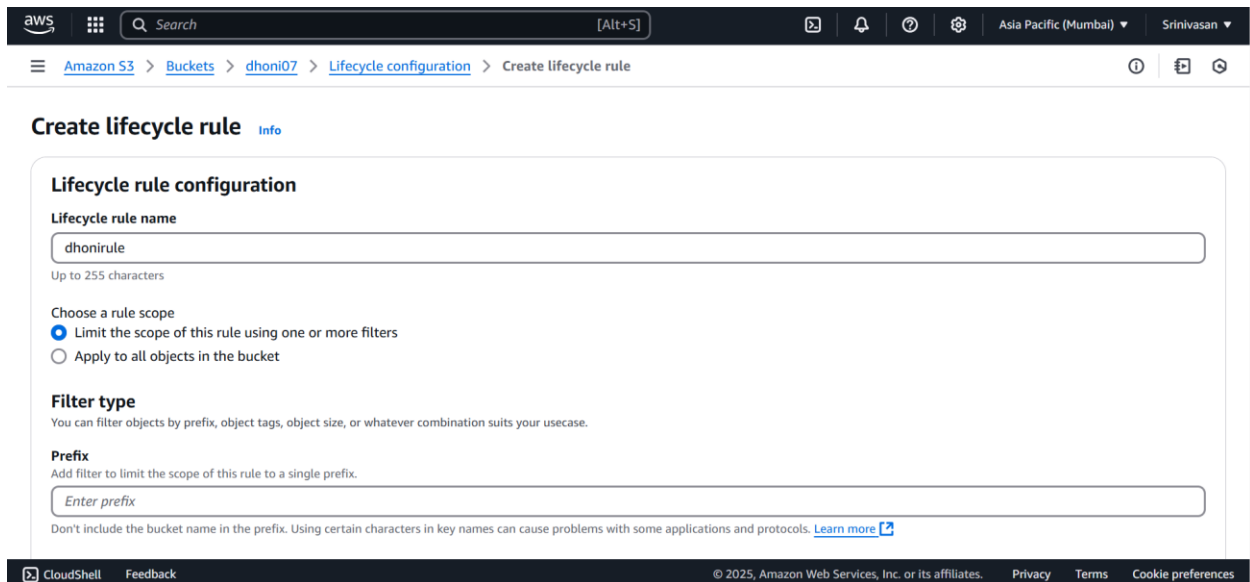 aws Search [Alt+S] Asia Pacific (Mumbai) Srinivasan
Amazon S3 > Buckets > dhoni07 > Lifecycle configuration > Create lifecycle rule
Create lifecycle rule Info
Lifecycle rule configuration
Lifecycle rule name
dhonirule
Up to 255 characters
Choose a rule scope
Limit the scope of this rule using one or more filters
Apply to all objects in the bucket
Filter type
You can filter objects by prefix, object tags, object size, or whatever combination suits your usecase.
Prefix
Add filter to limit the scope of this rule to a single prefix.
Enter prefix
Don't include the bucket name in the prefix. Using certain characters in key names can cause problems with some applications and protocols. Learn more
CloudShell Feedback © 2025, Amazon Web Services, Inc. or its affiliates. Privacy Terms Cookie preferences